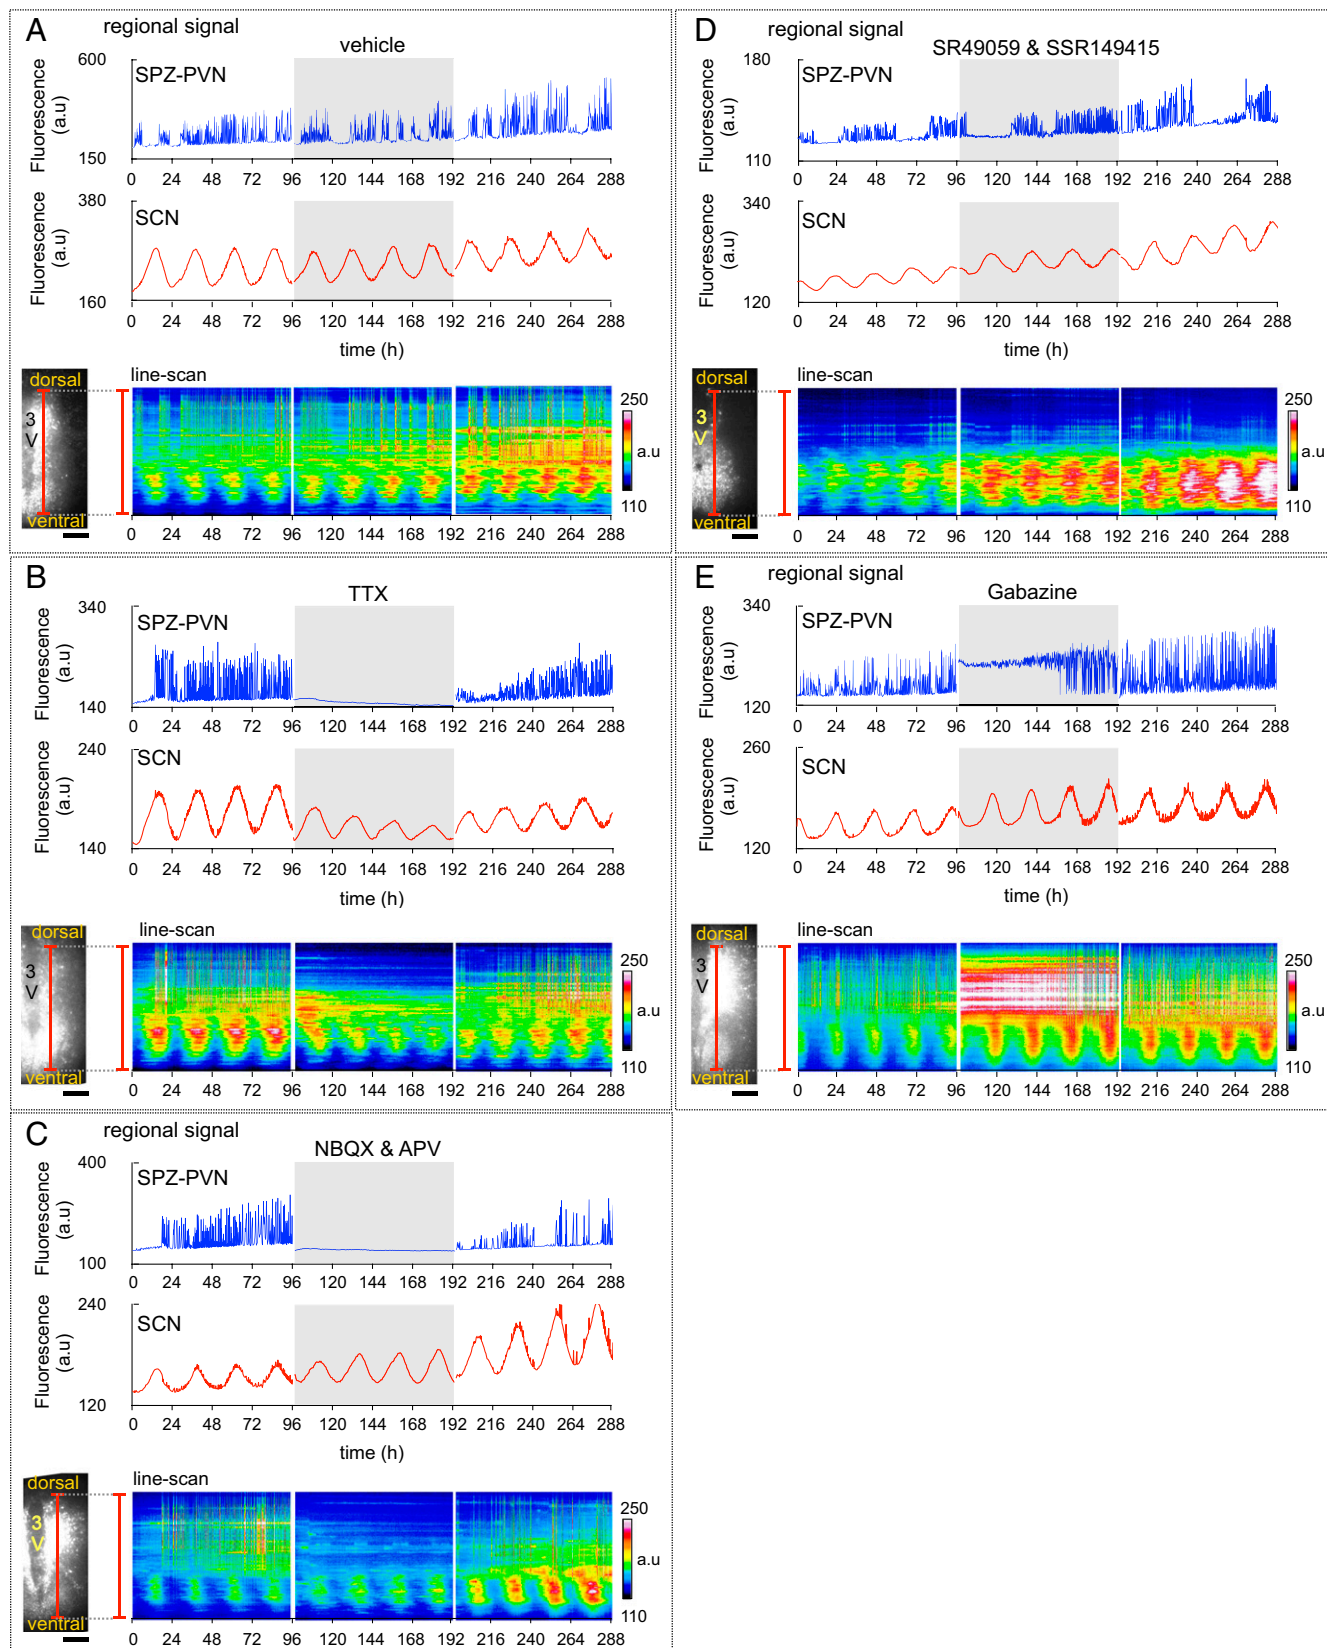 A
regional signal
vehicle
Fluorescence (a.u)
600
150
SPZ-PVN
0 24 48 72 96 120 144 168 192 216 240 264 288
Fluorescence (a.u)
380
160
SCN
0 24 48 72 96 120 144 168 192 216 240 264 288
time (h)
dorsal
3 V
ventral
line-scan
250
a.u
110
0 24 48 72 96 120 144 168 192 216 240 264 288
B
TTX
Fluorescence (a.u)
340
140
SPZ-PVN
0 24 48 72 96 120 144 168 192 216 240 264 288
Fluorescence (a.u)
240
140
SCN
0 24 48 72 96 120 144 168 192 216 240 264 288
time (h)
dorsal
3 V
ventral
line-scan
250
a.u
110
0 24 48 72 96 120 144 168 192 216 240 264 288
C
regional signal
NBQX & APV
Fluorescence (a.u)
400
100
SPZ-PVN
0 24 48 72 96 120 144 168 192 216 240 264 288
Fluorescence (a.u)
240
120
SCN
0 24 48 72 96 120 144 168 192 216 240 264 288
time (h)
dorsal
3 V
ventral
line-scan
250
a.u
110
0 24 48 72 96 120 144 168 192 216 240 264 288
D
regional signal
SR49059 & SSR149415
Fluorescence (a.u)
180
110
SPZ-PVN
0 24 48 72 96 120 144 168 192 216 240 264 288
Fluorescence (a.u)
340
120
SCN
0 24 48 72 96 120 144 168 192 216 240 264 288
time (h)
dorsal
3 V
ventral
line-scan
250
a.u
110
0 24 48 72 96 120 144 168 192 216 240 264 288
E
regional signal
Gabazine
Fluorescence (a.u)
340
120
SPZ-PVN
0 24 48 72 96 120 144 168 192 216 240 264 288
Fluorescence (a.u)
260
120
SCN
0 24 48 72 96 120 144 168 192 216 240 264 288
time (h)
dorsal
3 V
ventral
line-scan
250
a.u
110
0 24 48 72 96 120 144 168 192 216 240 264 288